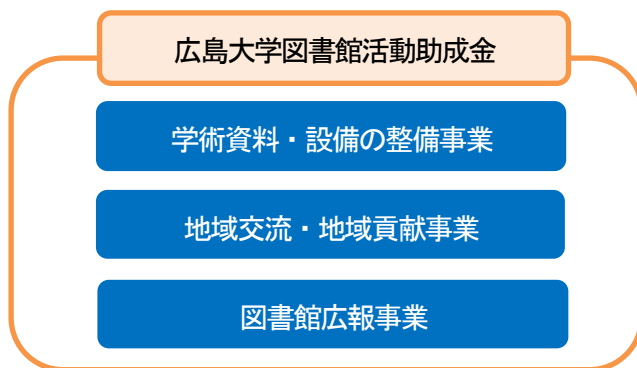 広島大学図書館活動助成金
学術資料・設備の整備事業
地域交流・地域貢献事業
図書館広報事業